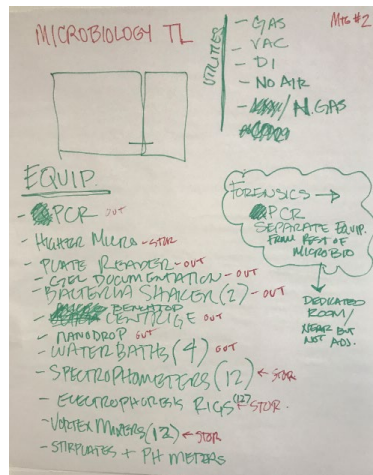 MICROBIOLOGY TL
MTG #2
UTILITIES
- GAS
- VAC
- DI
- NO AIR
- / N.GAS
EQUIP.
- PCR OUT
- HIGHER MICRO - STOR
- PLATE READER - OUT
- GEL DOCUMENTATION - OUT
- BACTERIA SHAKER (2) - OUT
- BENCHTOP
CENTRIFUGE OUT
- NANODROP OUT
- WATER BATHS (4) OUT
- SPECTROPHOMETERS (12) ← STOR
- ELECTROPHORESIS RIGS (12) ← STOR.
- VORTEX MIXERS (12) ← STOR
- STIRPLATES + PH METERS
FORENSICS →
PCR
SEPARATE EQUIP.
FROM REST OF
MICROBIO
DEDICATED
ROOM/
NEAR BUT
NOT ADJ.